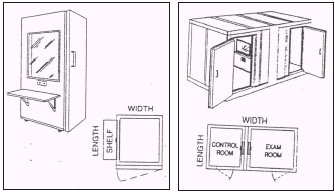 WIDTH
LENGTH
SHELF
WIDTH
LENGTH
CONTROL
ROOM
EXAM
ROOM